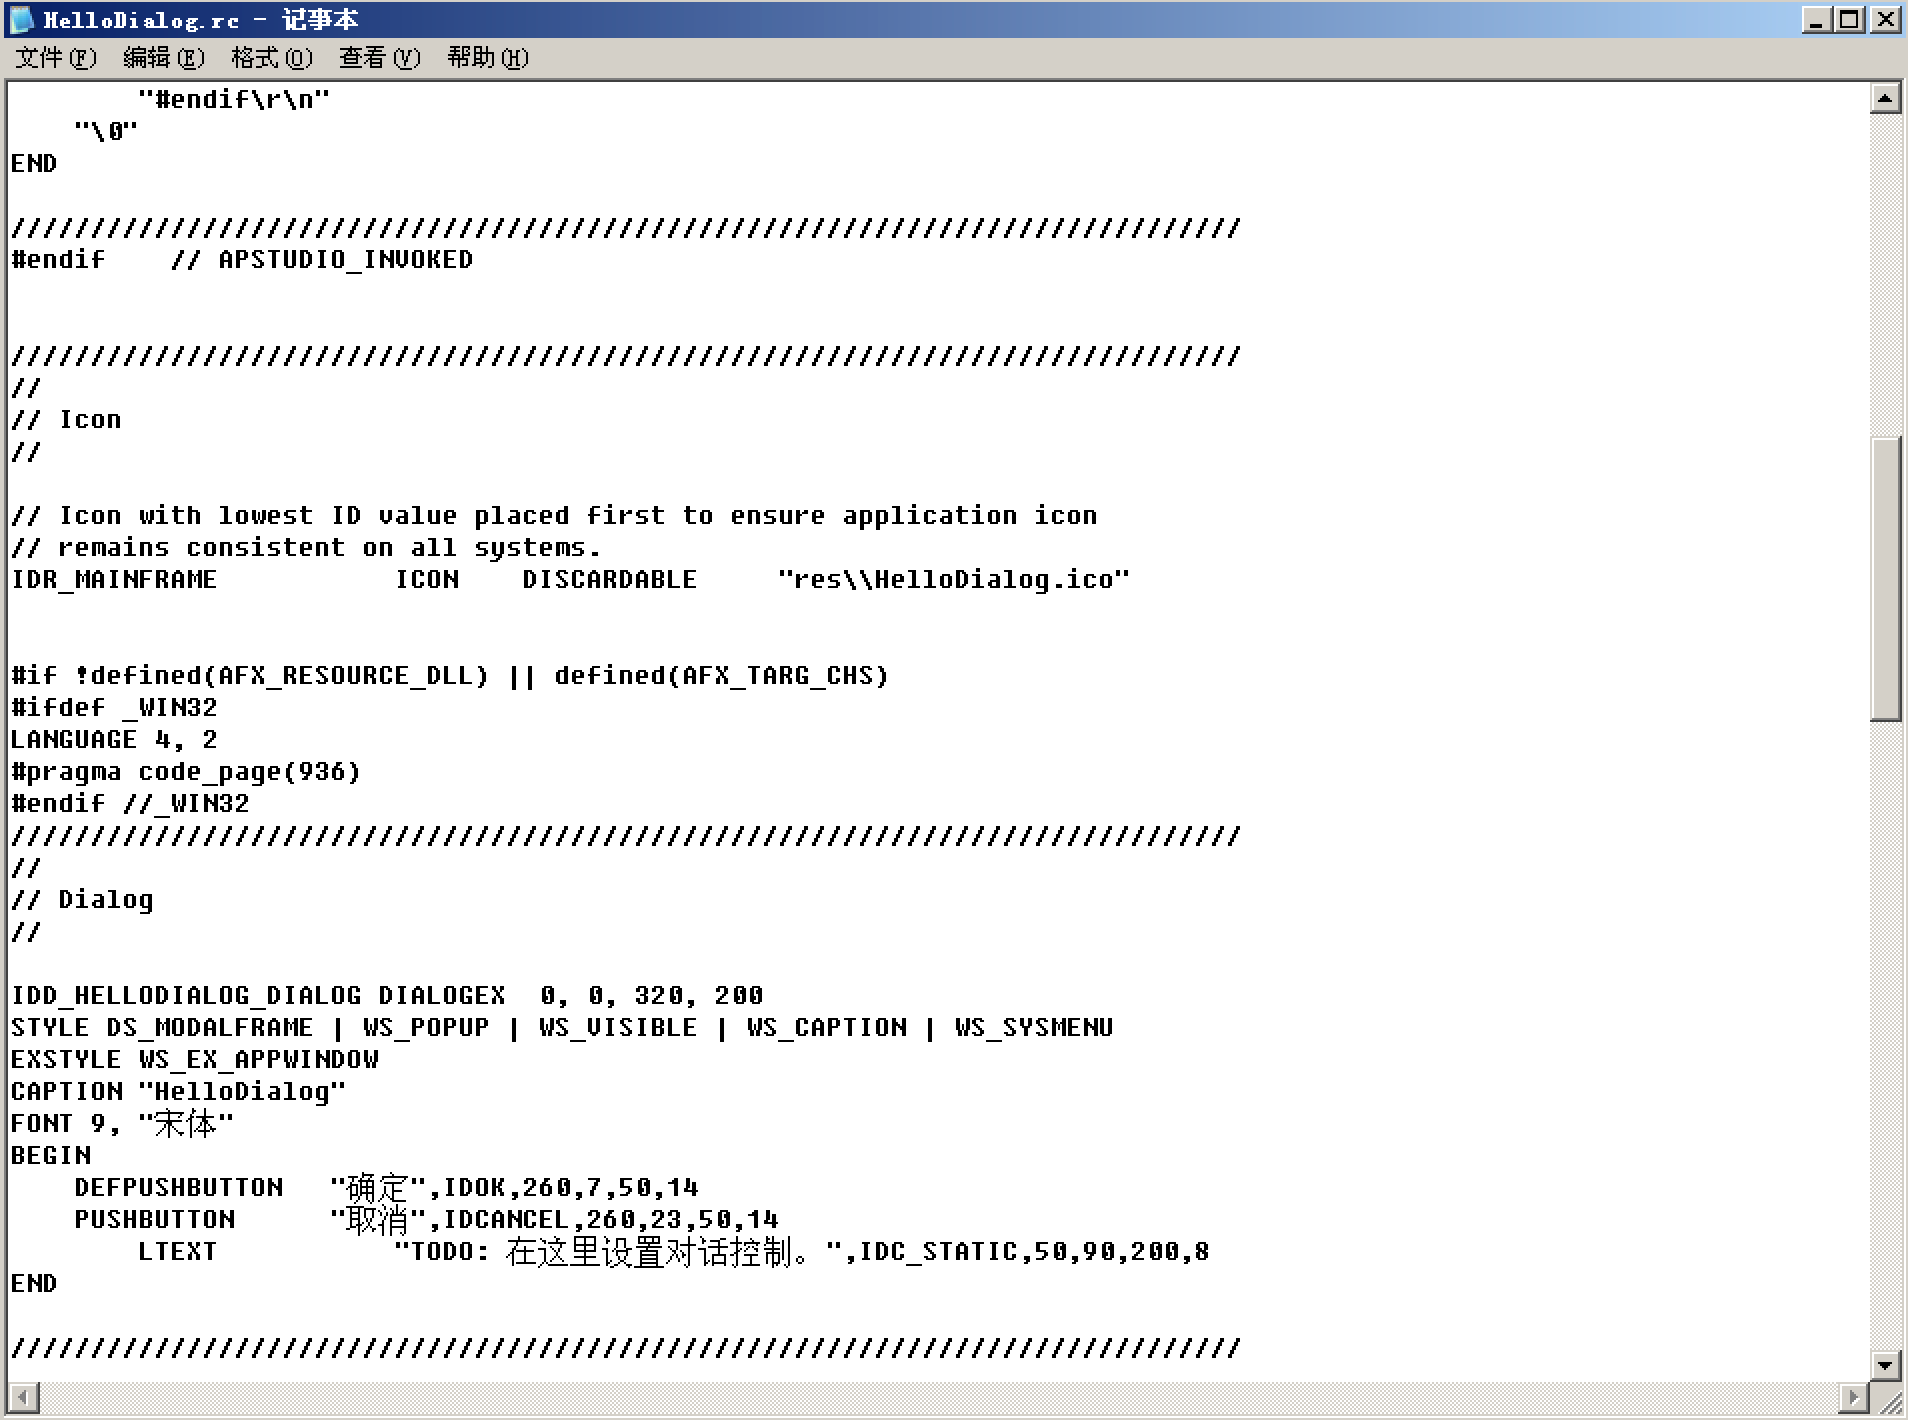 HelloDialog.rc - 记事本
文件(F) 编辑(E) 格式(O) 查看(V) 帮助(H)
        "#endif\r\n"
    "\0"
END

/////////////////////////////////////////////////////////////////////////////
#endif    // APSTUDIO_INVOKED


/////////////////////////////////////////////////////////////////////////////
//
// Icon
//

// Icon with lowest ID value placed first to ensure application icon
// remains consistent on all systems.
IDR_MAINFRAME           ICON    DISCARDABLE     "res\\HelloDialog.ico"


#if !defined(AFX_RESOURCE_DLL) || defined(AFX_TARG_CHS)
#ifdef _WIN32
LANGUAGE 4, 2
#pragma code_page(936)
#endif //_WIN32
/////////////////////////////////////////////////////////////////////////////
//
// Dialog
//

IDD_HELLODIALOG_DIALOG DIALOGEX  0, 0, 320, 200
STYLE DS_MODALFRAME | WS_POPUP | WS_VISIBLE | WS_CAPTION | WS_SYSMENU
EXSTYLE WS_EX_APPWINDOW
CAPTION "HelloDialog"
FONT 9, "宋体"
BEGIN
    DEFPUSHBUTTON   "确定",IDOK,260,7,50,14
    PUSHBUTTON      "取消",IDCANCEL,260,23,50,14
        LTEXT           "TODO: 在这里设置对话控制。",IDC_STATIC,50,90,200,8
END

/////////////////////////////////////////////////////////////////////////////